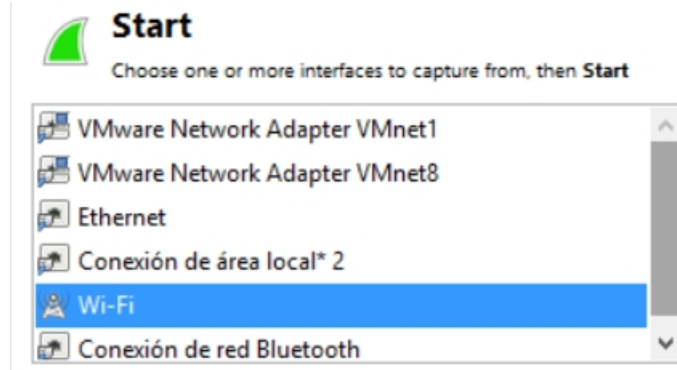 Start
Choose one or more interfaces to capture from, then Start
VMware Network Adapter VMnet1
VMware Network Adapter VMnet8
Ethernet
Conexión de área local* 2
Wi-Fi
Conexión de red Bluetooth